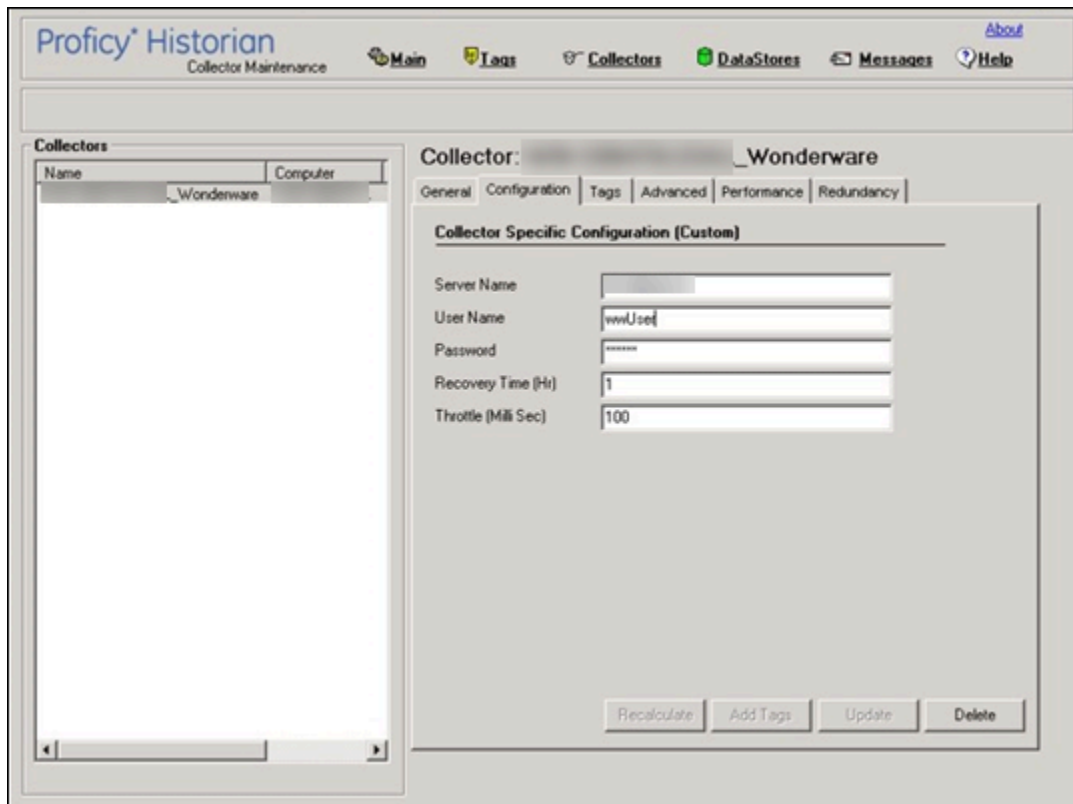 About
Proficy* Historian
Collector Maintenance
Main Tags Collectors DataStores Messages Help
Collectors
Name Computer
_Wonderware
Collector: _Wonderware
General Configuration Tags Advanced Performance Redundancy
Collector Specific Configuration (Custom)
Server Name
User Name wwUser
Password *******
Recovery Time (Hr) 1
Throttle (Milli Sec) 100
Recalculate Add Tags Update Delete